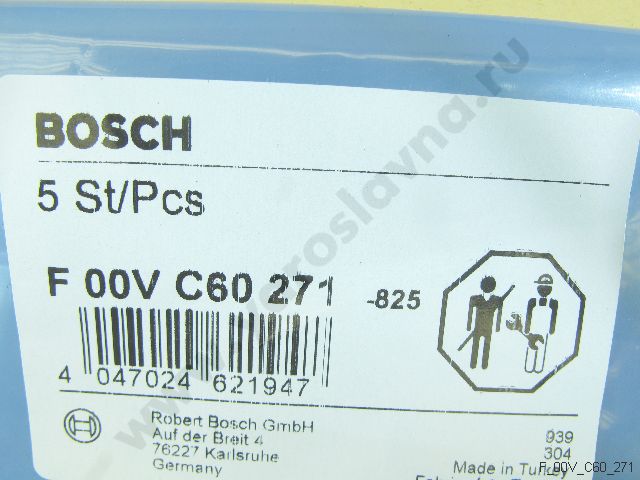 BOSCH
5 St/Pcs
F 00V C60 271 -825
4 047024 621947
Robert Bosch GmbH
Auf der Breit 4
76227 Karlsruhe
Germany
939
304
Made in Turkey
F_00V_C60_271